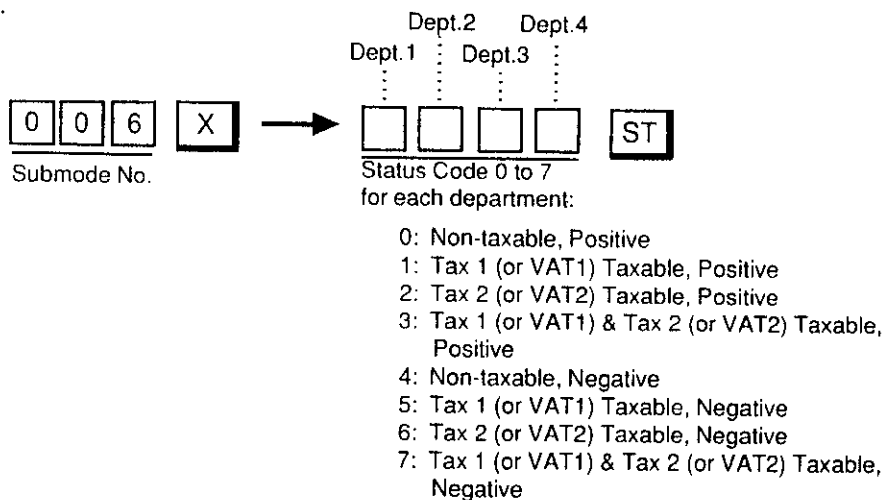 Dept.2 Dept.4
Dept.1 Dept.3
0 0 6 X ST
Submode No.
Status Code 0 to 7
for each department:
0: Non-taxable, Positive
1: Tax 1 (or VAT1) Taxable, Positive
2: Tax 2 (or VAT2) Taxable, Positive
3: Tax 1 (or VAT1) & Tax 2 (or VAT2) Taxable,
Positive
4: Non-taxable, Negative
5: Tax 1 (or VAT1) Taxable, Negative
6: Tax 2 (or VAT2) Taxable, Negative
7: Tax 1 (or VAT1) & Tax 2 (or VAT2) Taxable,
Negative